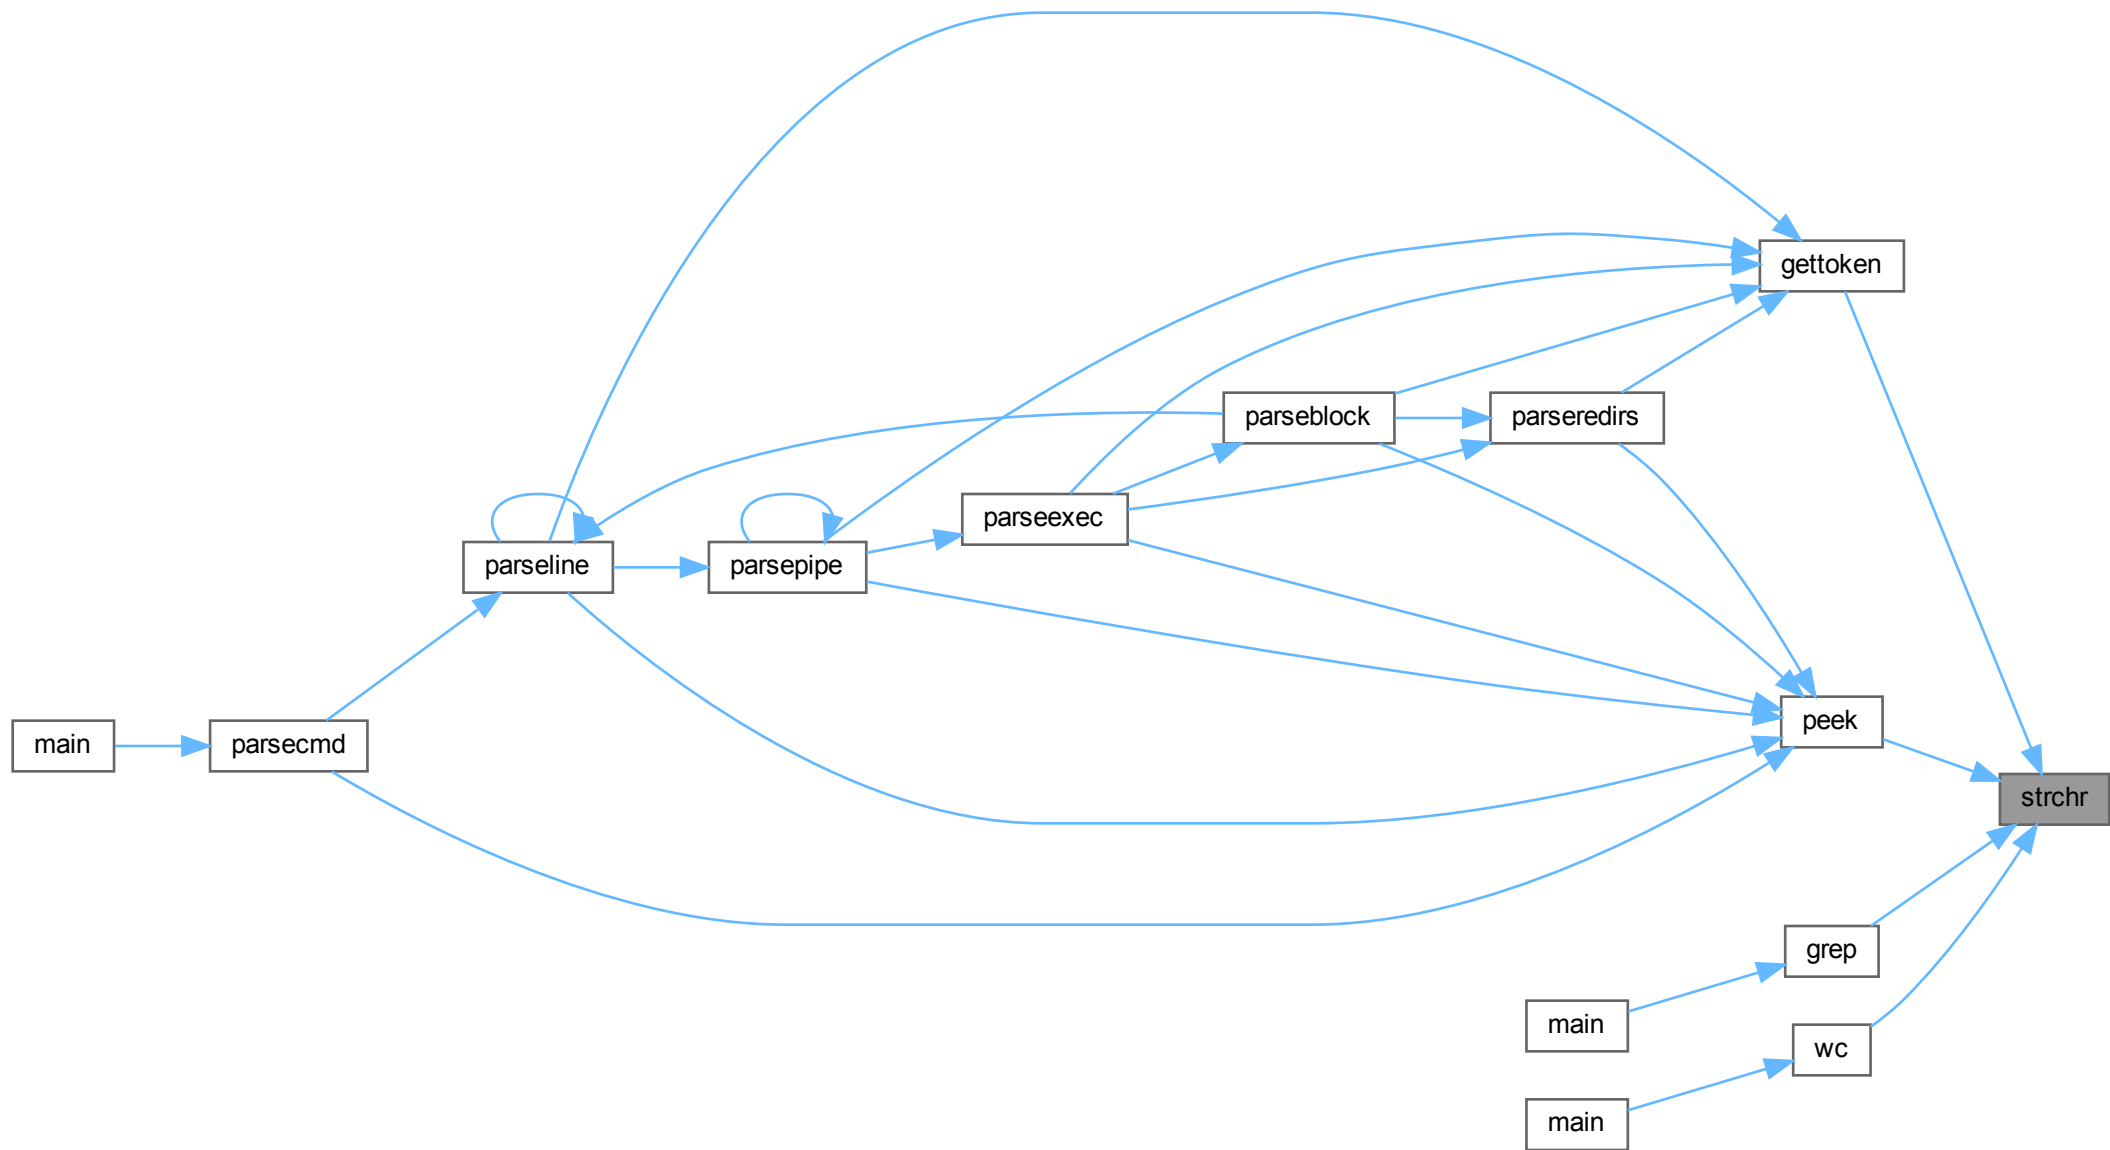 gettoken
parseblock
parseredirs
parseexec
parseline
parsepipe
peek
main
parsecmd
strchr
grep
main
wc
main